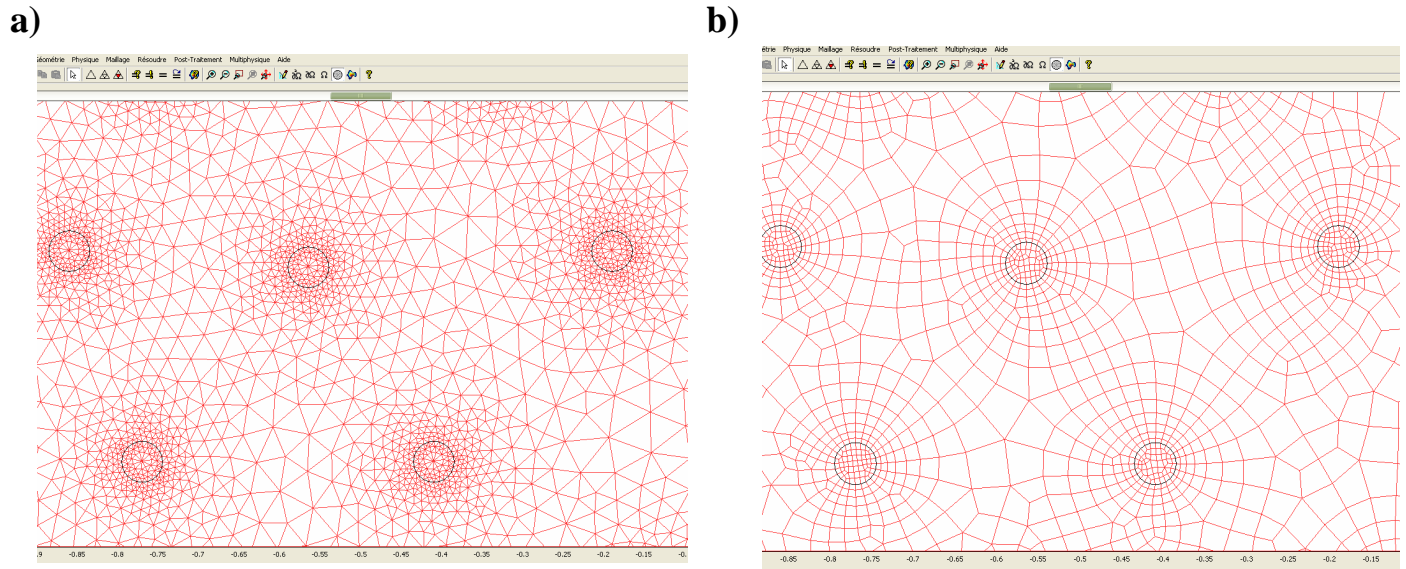 a)
b)
Géométrie Physique Maillage Résoudre Post-Traitement Multiphysique Aide
étrie Physique Maillage Résoudre Post-Traitement Multiphysique Aide
.9 -0.85 -0.8 -0.75 -0.7 -0.65 -0.6 -0.55 -0.5 -0.45 -0.4 -0.35 -0.3 -0.25 -0.2 -0.15 -0.
-0.85 -0.8 -0.75 -0.7 -0.65 -0.6 -0.55 -0.5 -0.45 -0.4 -0.35 -0.3 -0.25 -0.2 -0.15